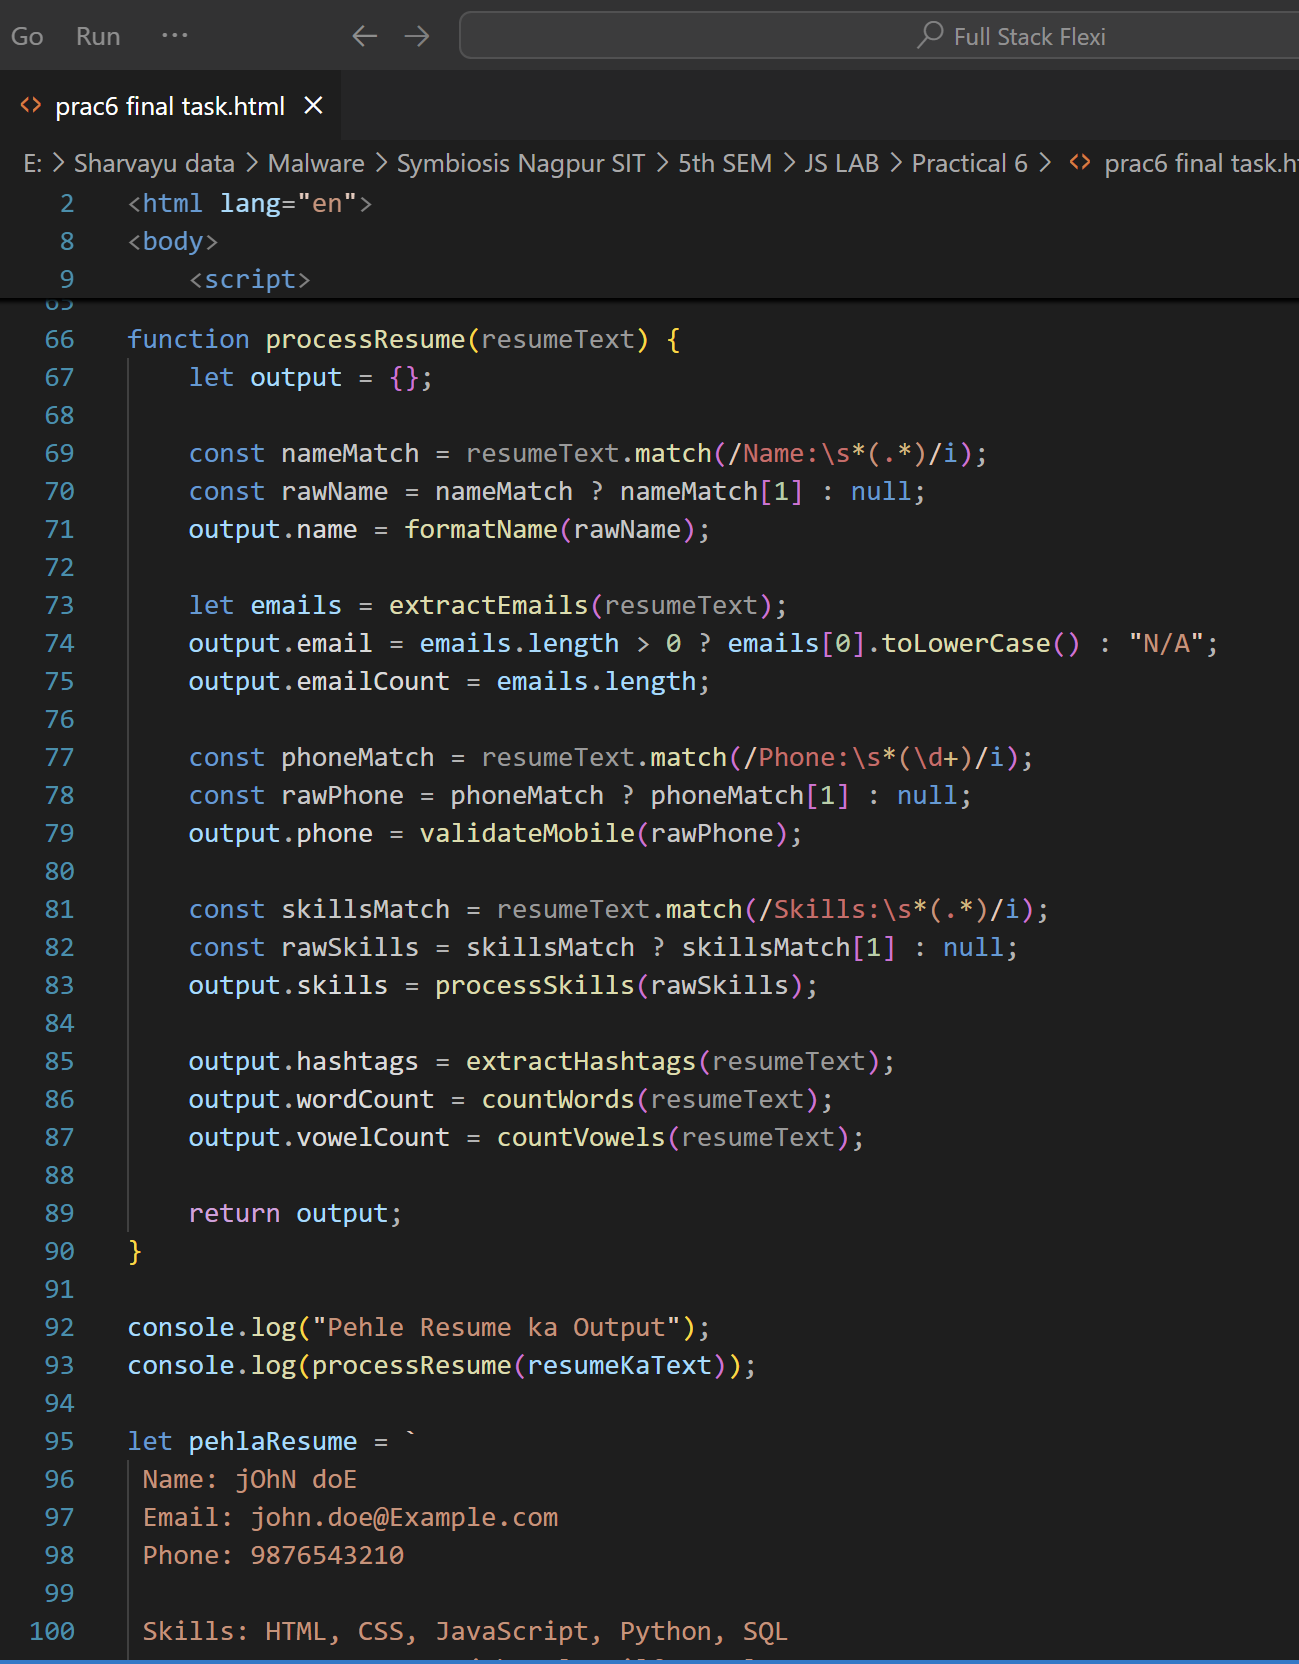 Go Run ··· ← → Full Stack Flexi
<> prac6 final task.html ×
E: > Sharvayu data > Malware > Symbiosis Nagpur SIT > 5th SEM > JS LAB > Practical 6 > <> prac6 final task.ht
2 <html lang="en">
8 <body>
9 <script>
65
66 function processResume(resumeText) {
67 let output = {};
68
69 const nameMatch = resumeText.match(/Name:\s*(.*)/i);
70 const rawName = nameMatch ? nameMatch[1] : null;
71 output.name = formatName(rawName);
72
73 let emails = extractEmails(resumeText);
74 output.email = emails.length > 0 ? emails[0].toLowerCase() : "N/A";
75 output.emailCount = emails.length;
76
77 const phoneMatch = resumeText.match(/Phone:\s*(\d+)/i);
78 const rawPhone = phoneMatch ? phoneMatch[1] : null;
79 output.phone = validateMobile(rawPhone);
80
81 const skillsMatch = resumeText.match(/Skills:\s*(.*)/i);
82 const rawSkills = skillsMatch ? skillsMatch[1] : null;
83 output.skills = processSkills(rawSkills);
84
85 output.hashtags = extractHashtags(resumeText);
86 output.wordCount = countWords(resumeText);
87 output.vowelCount = countVowels(resumeText);
88
89 return output;
90 }
91
92 console.log("Pehle Resume ka Output");
93 console.log(processResume(resumeKaText));
94
95 let pehlaResume = `
96 Name: jOhN doE
97 Email: john.doe@Example.com
98 Phone: 9876543210
99
100 Skills: HTML, CSS, JavaScript, Python, SQL